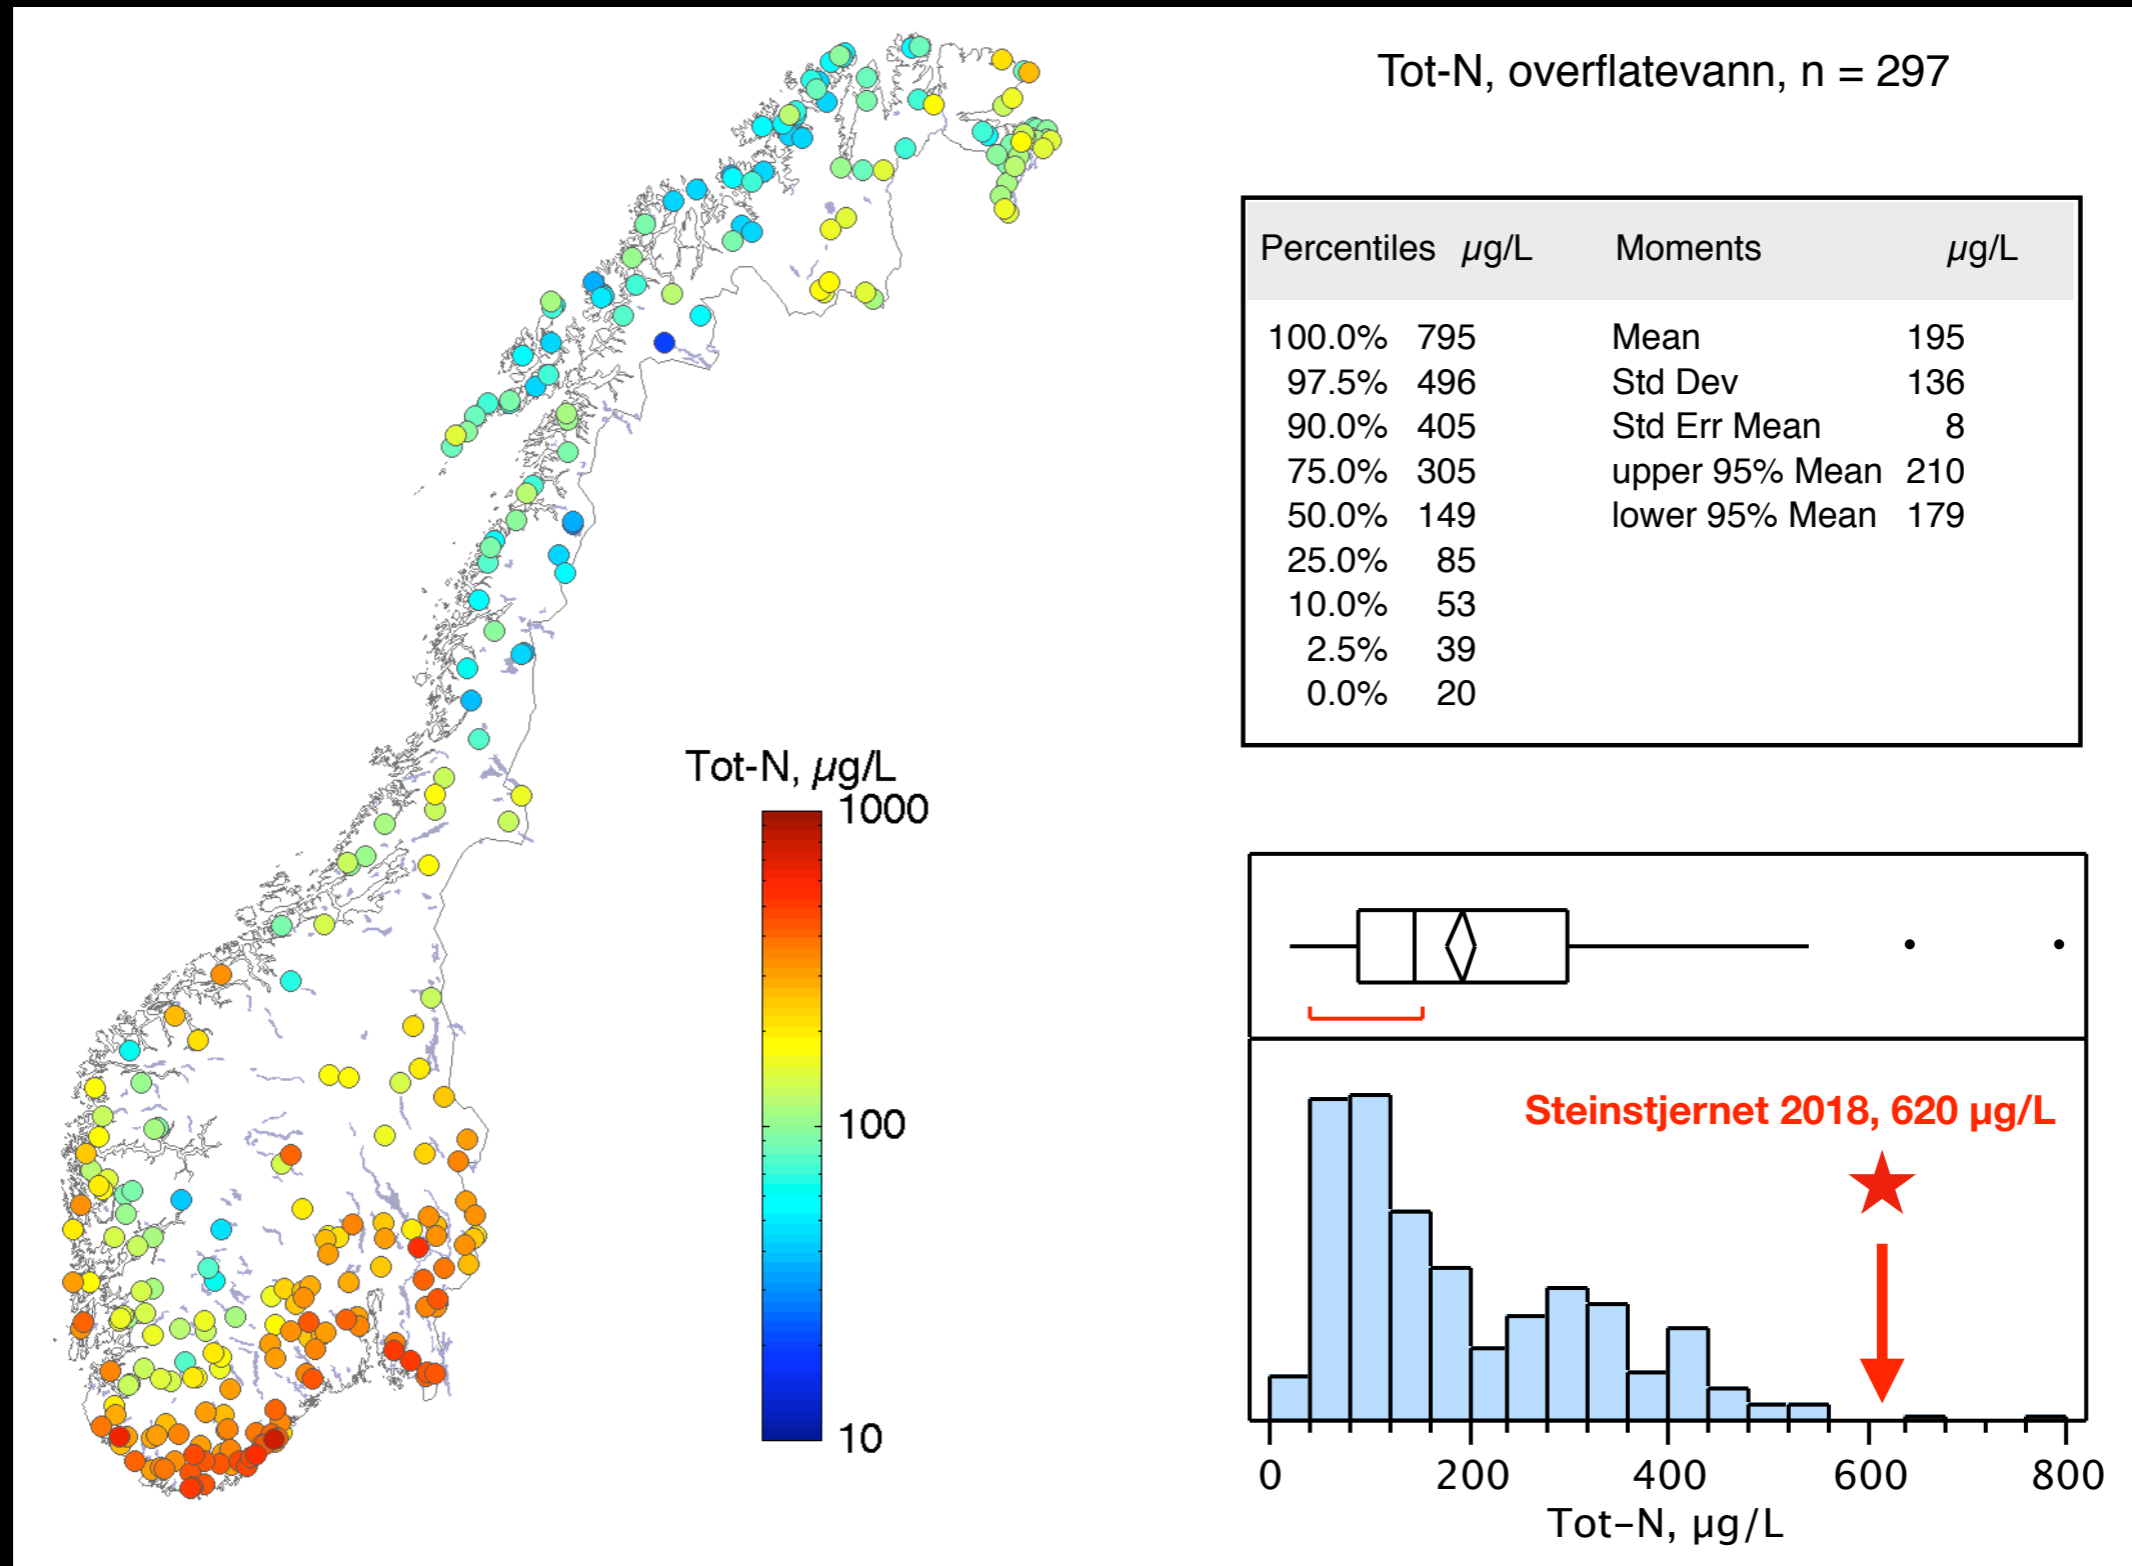 Tot-N, overflatevann, n = 297
Percentiles µg/L Moments µg/L
100.0% 795 Mean 195
97.5% 496 Std Dev 136
90.0% 405 Std Err Mean 8
75.0% 305 upper 95% Mean 210
50.0% 149 lower 95% Mean 179
25.0% 85
10.0% 53
2.5% 39
0.0% 20
Tot-N, µg/L
1000
100
10
Steinstjernet 2018, 620 µg/L
0 200 400 600 800
Tot–N, µg/L